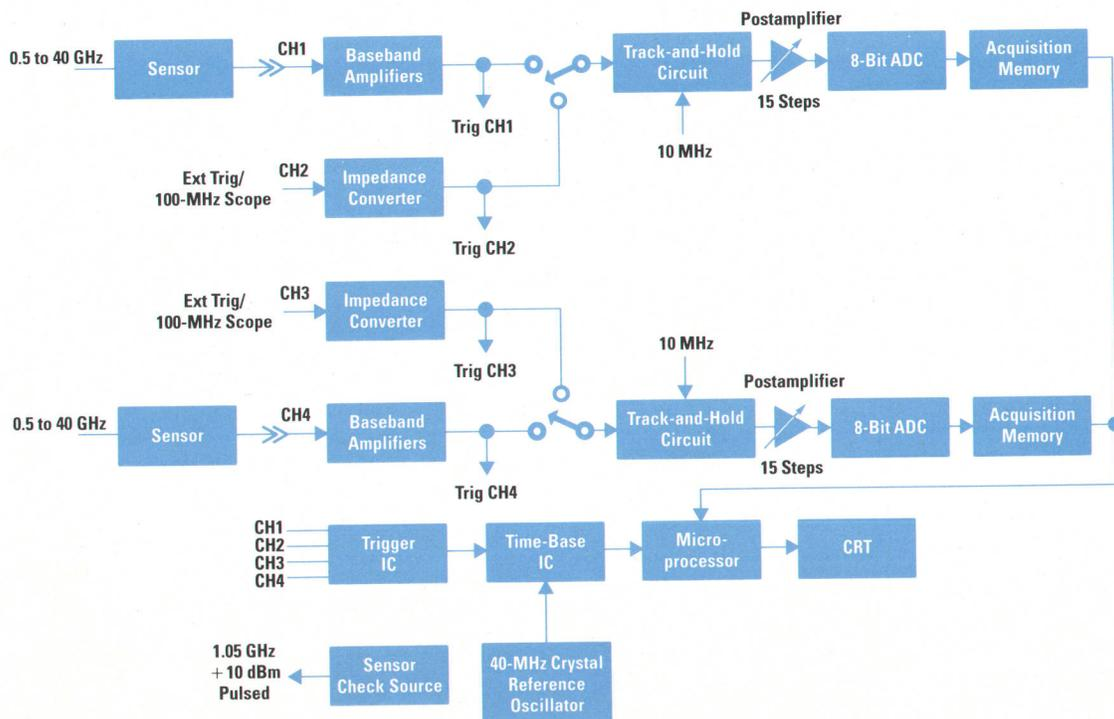 0.5 to 40 GHz
Sensor
CH1
Baseband
Amplifiers
Trig CH1
Track-and-Hold
Circuit
10 MHz
Postamplifier
15 Steps
8-Bit ADC
Acquisition
Memory
Ext Trig/
100-MHz Scope
CH2
Impedance
Converter
Trig CH2
Ext Trig/
100-MHz Scope
CH3
Impedance
Converter
Trig CH3
0.5 to 40 GHz
Sensor
CH4
Baseband
Amplifiers
Trig CH4
10 MHz
Track-and-Hold
Circuit
Postamplifier
15 Steps
8-Bit ADC
Acquisition
Memory
CH1
CH2
CH3
CH4
Trigger
IC
Time-Base
IC
Micro-
processor
CRT
1.05 GHz
+ 10 dBm
Pulsed
Sensor
Check Source
40-MHz Crystal
Reference
Oscillator